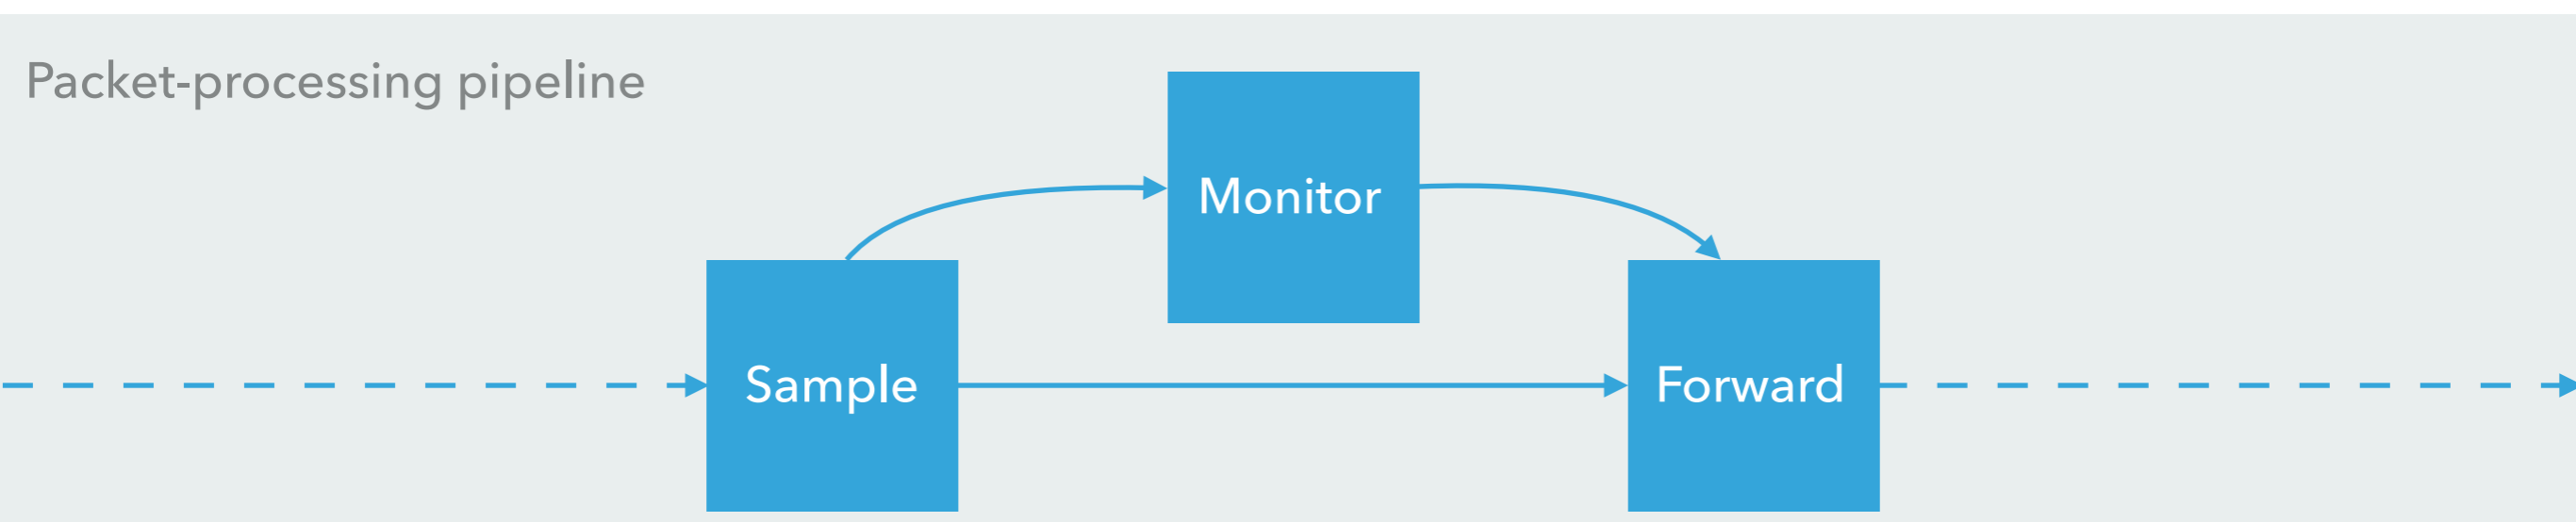 Packet-processing pipeline
Monitor
Sample
Forward